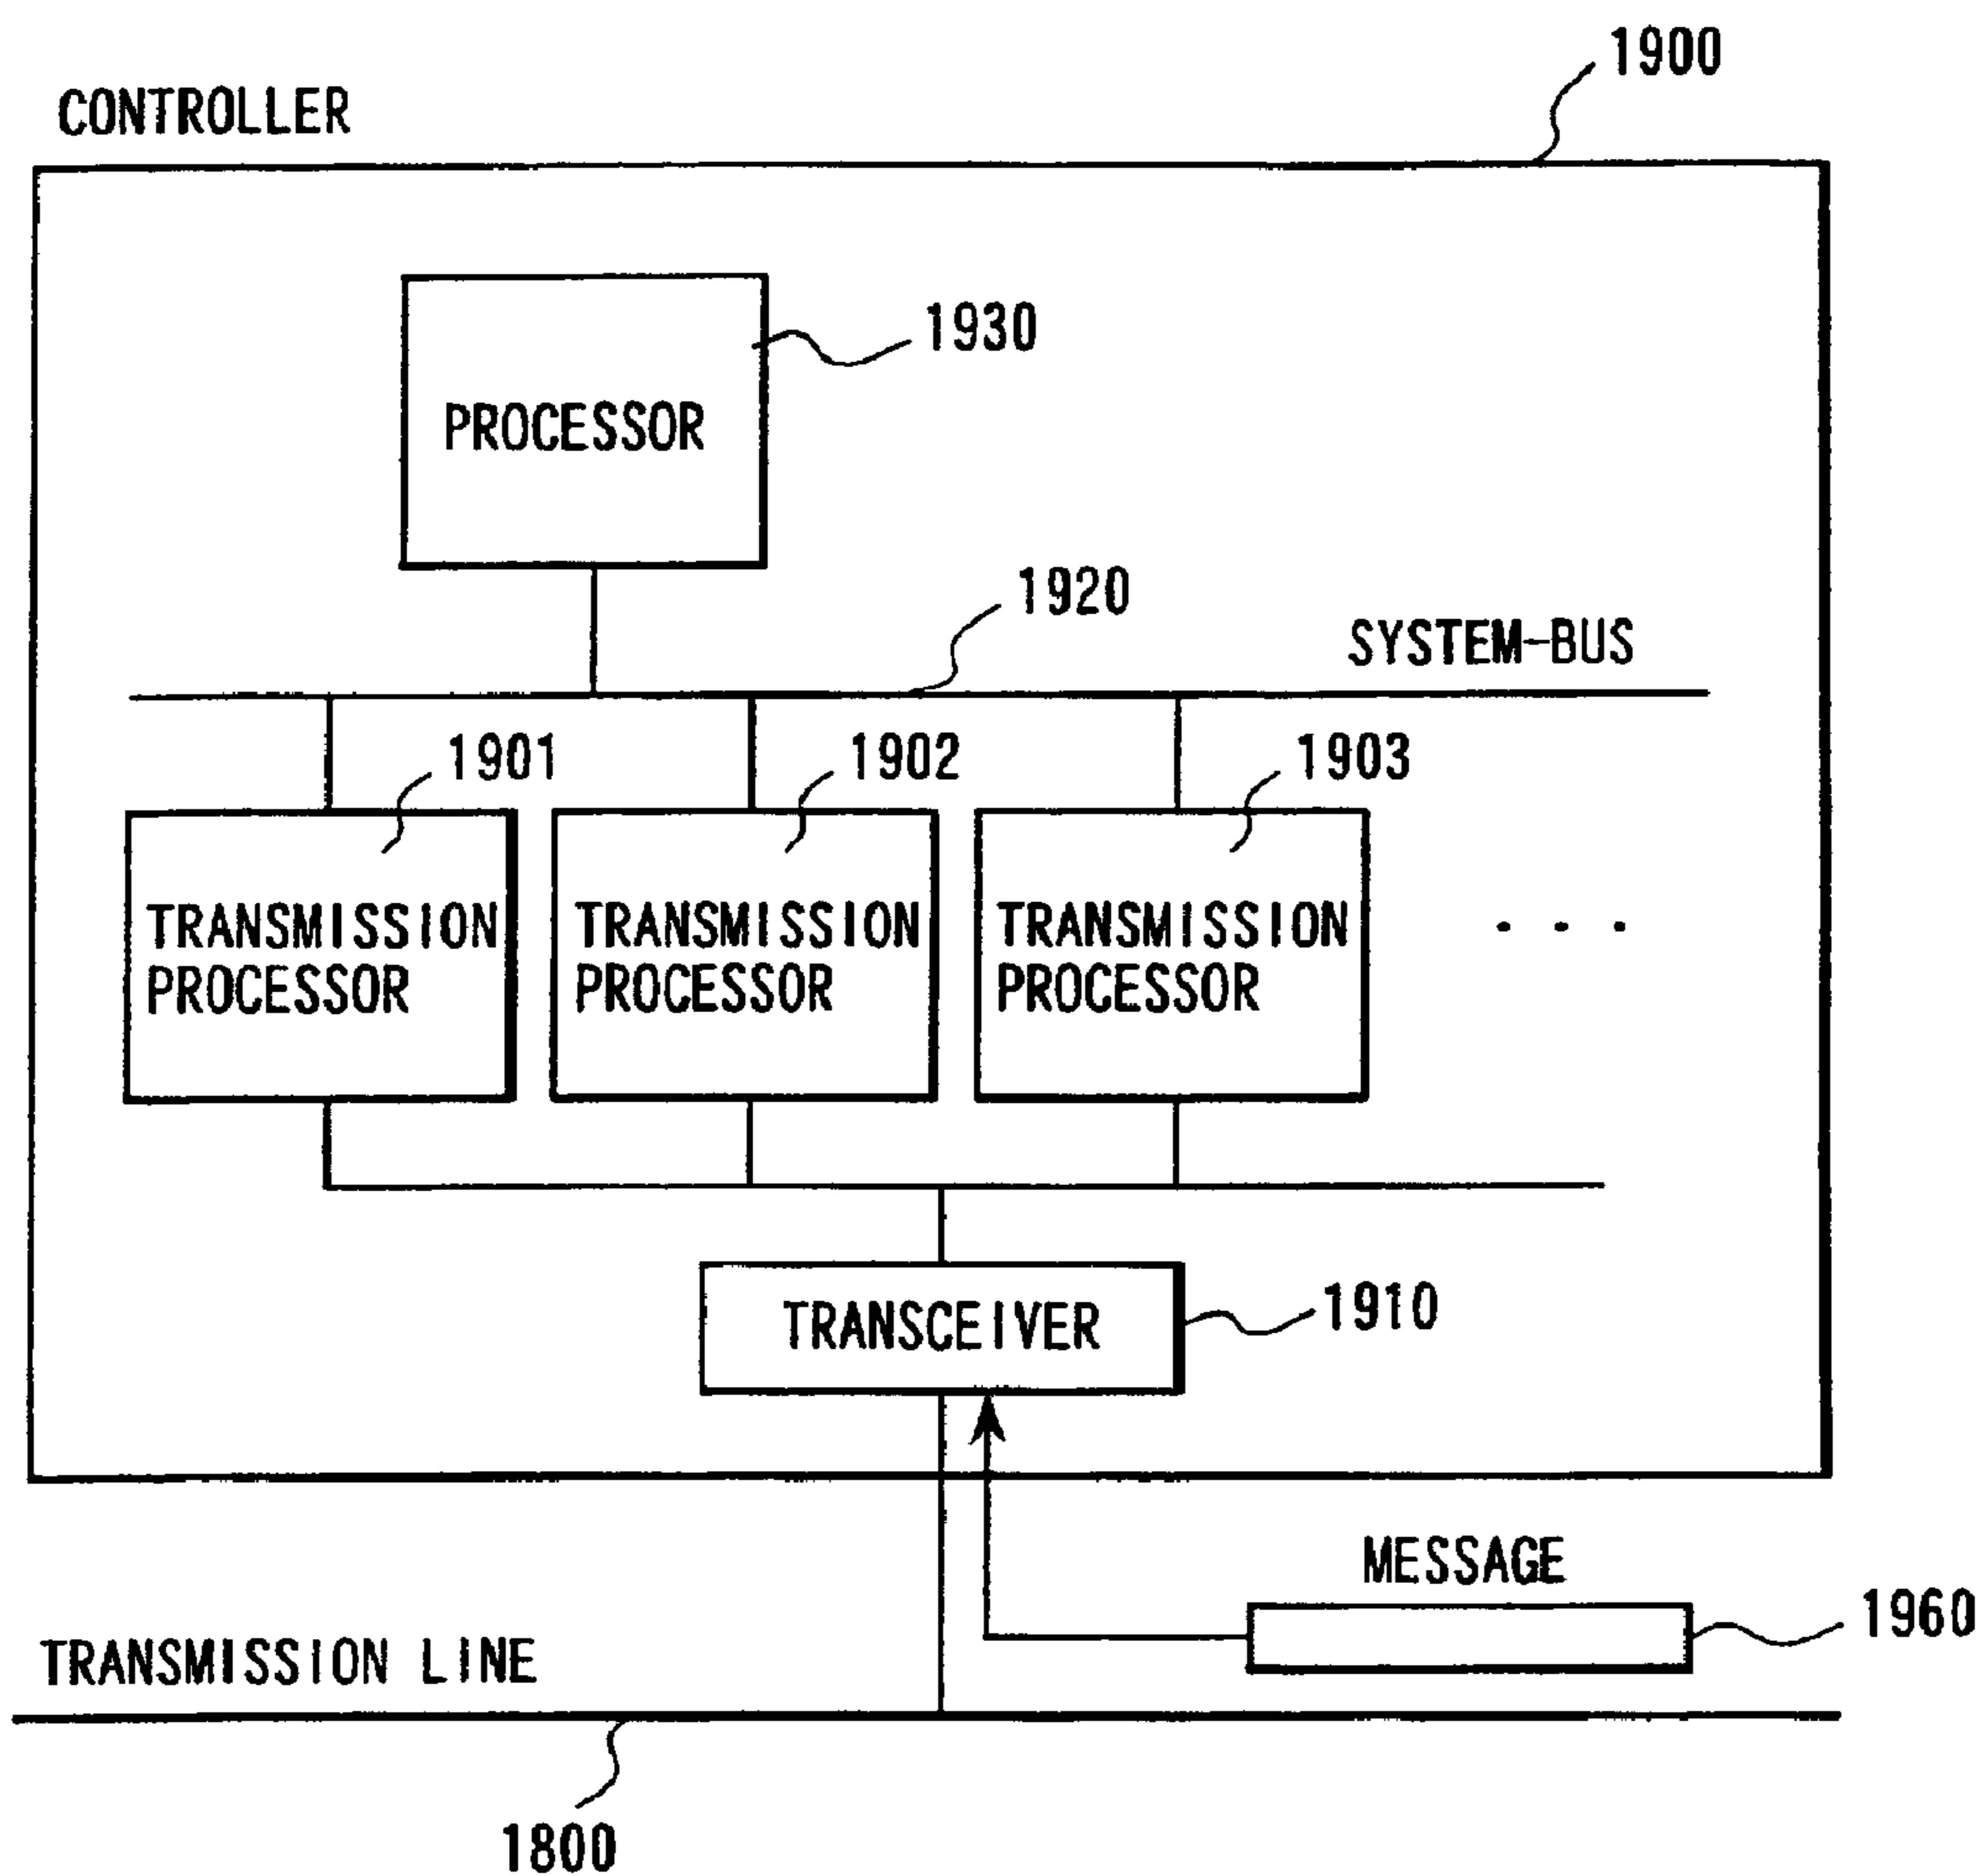 1900
CONTROLLER
1930
PROCESSOR
1920
SYSTEM-BUS
1901
1902
1903
TRANSMISSION
PROCESSOR
TRANSMISSION
PROCESSOR
TRANSMISSION
PROCESSOR
. . .
TRANSCEIVER
1910
MESSAGE
1960
TRANSMISSION LINE
1800